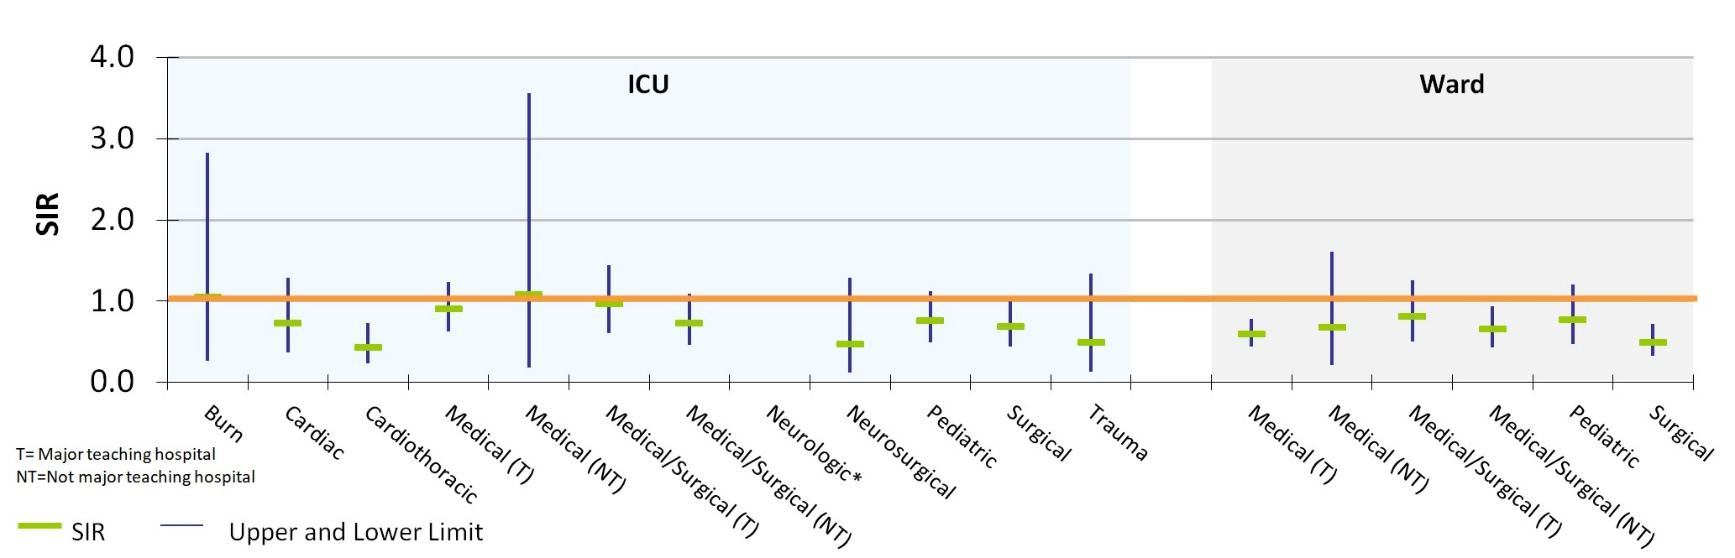 4.0
3.0
2.0
1.0
0.0
SIR
ICU
Ward
Burn
Cardiac
Cardiothoracic
Medical (T)
Medical (NT)
Medical/Surgical (T)
Medical/Surgical (NT)
Neurologic*
Neurosurgical
Pediatric
Surgical
Trauma
Medical (T)
Medical (NT)
Medical/Surgical (T)
Medical/Surgical (NT)
Pediatric
Surgical
T= Major teaching hospital
NT=Not major teaching hospital
SIR
Upper and Lower Limit